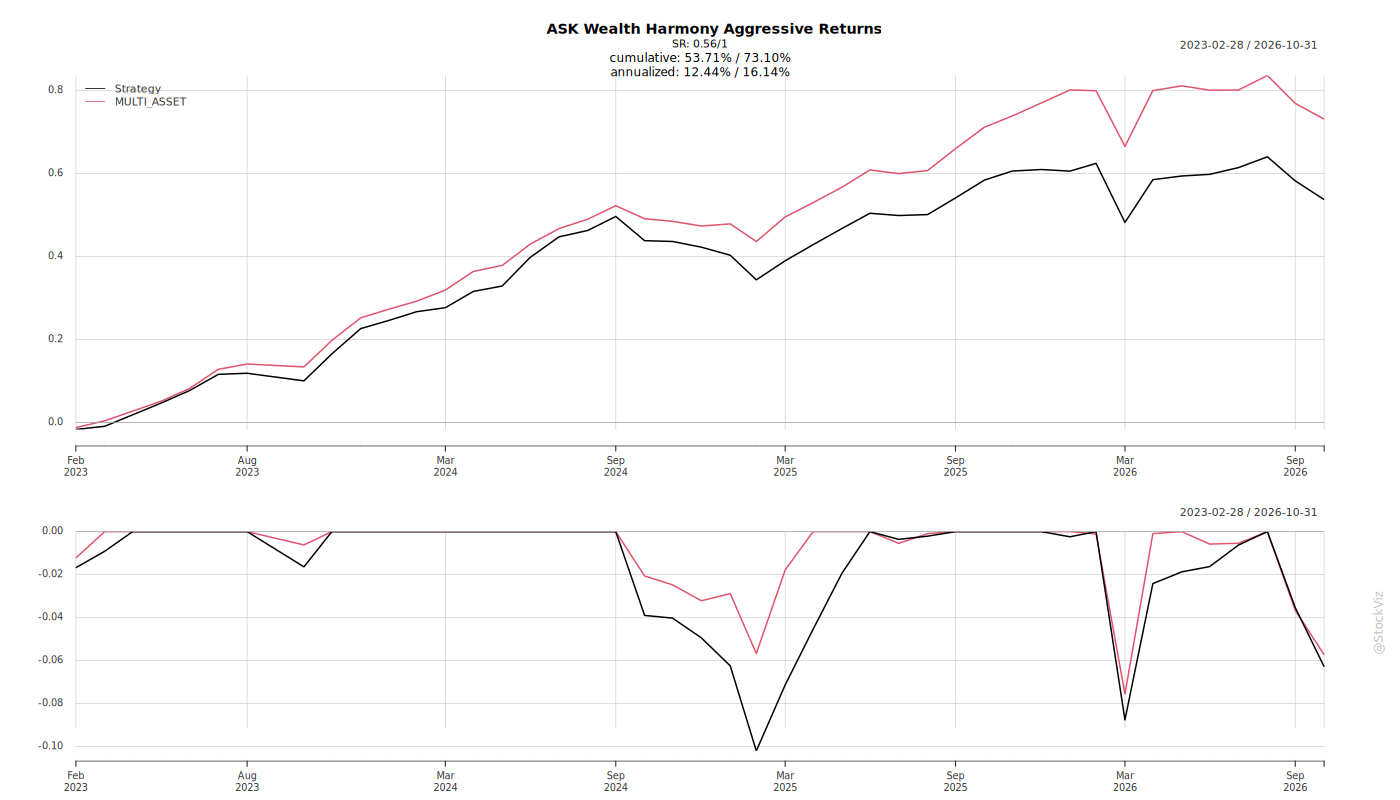 ASK Wealth Harmony Aggressive Returns
SR: 0.56/1
cumulative: 53.71% / 73.10%
annualized: 12.44% / 16.14%
2023-02-28 / 2026-10-31
Strategy
MULTI_ASSET
0.8
0.6
0.4
0.2
0.0
Feb 2023
Aug 2023
Mar 2024
Sep 2024
Mar 2025
Sep 2025
Mar 2026
Sep 2026
2023-02-28 / 2026-10-31
0.00
-0.02
-0.04
-0.06
-0.08
-0.10
Feb 2023
Aug 2023
Mar 2024
Sep 2024
Mar 2025
Sep 2025
Mar 2026
Sep 2026
@StockViz